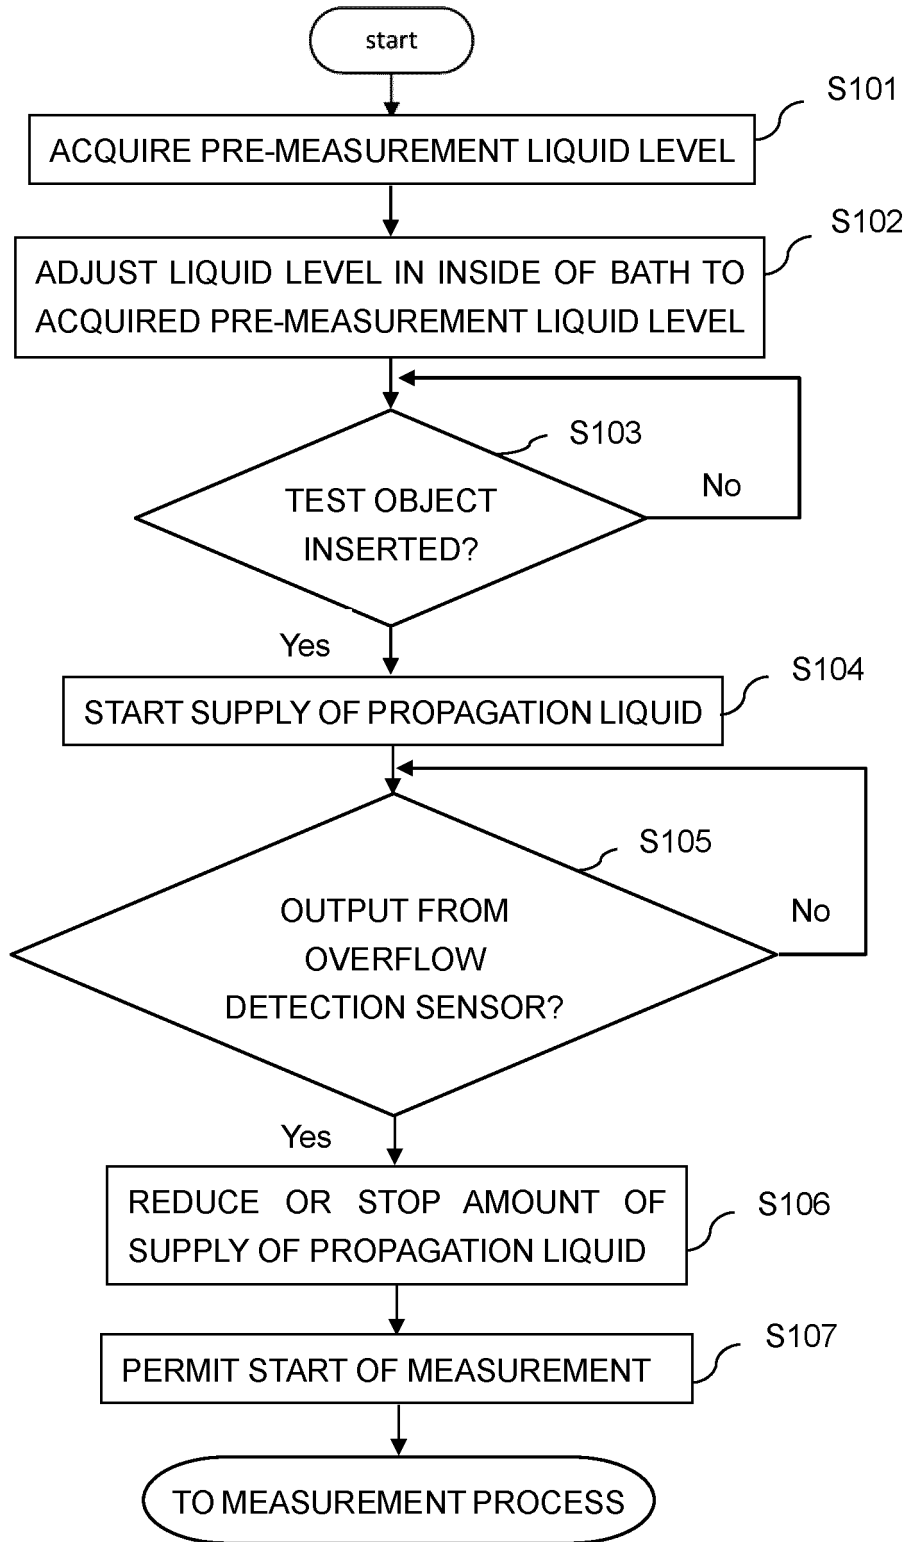 start
S101
ACQUIRE PRE-MEASUREMENT LIQUID LEVEL
S102
ADJUST LIQUID LEVEL IN INSIDE OF BATH TO
ACQUIRED PRE-MEASUREMENT LIQUID LEVEL
S103
No
TEST OBJECT
INSERTED?
Yes
S104
START SUPPLY OF PROPAGATION LIQUID
S105
No
OUTPUT FROM
OVERFLOW
DETECTION SENSOR?
Yes
S106
REDUCE OR STOP AMOUNT OF
SUPPLY OF PROPAGATION LIQUID
S107
PERMIT START OF MEASUREMENT
TO MEASUREMENT PROCESS